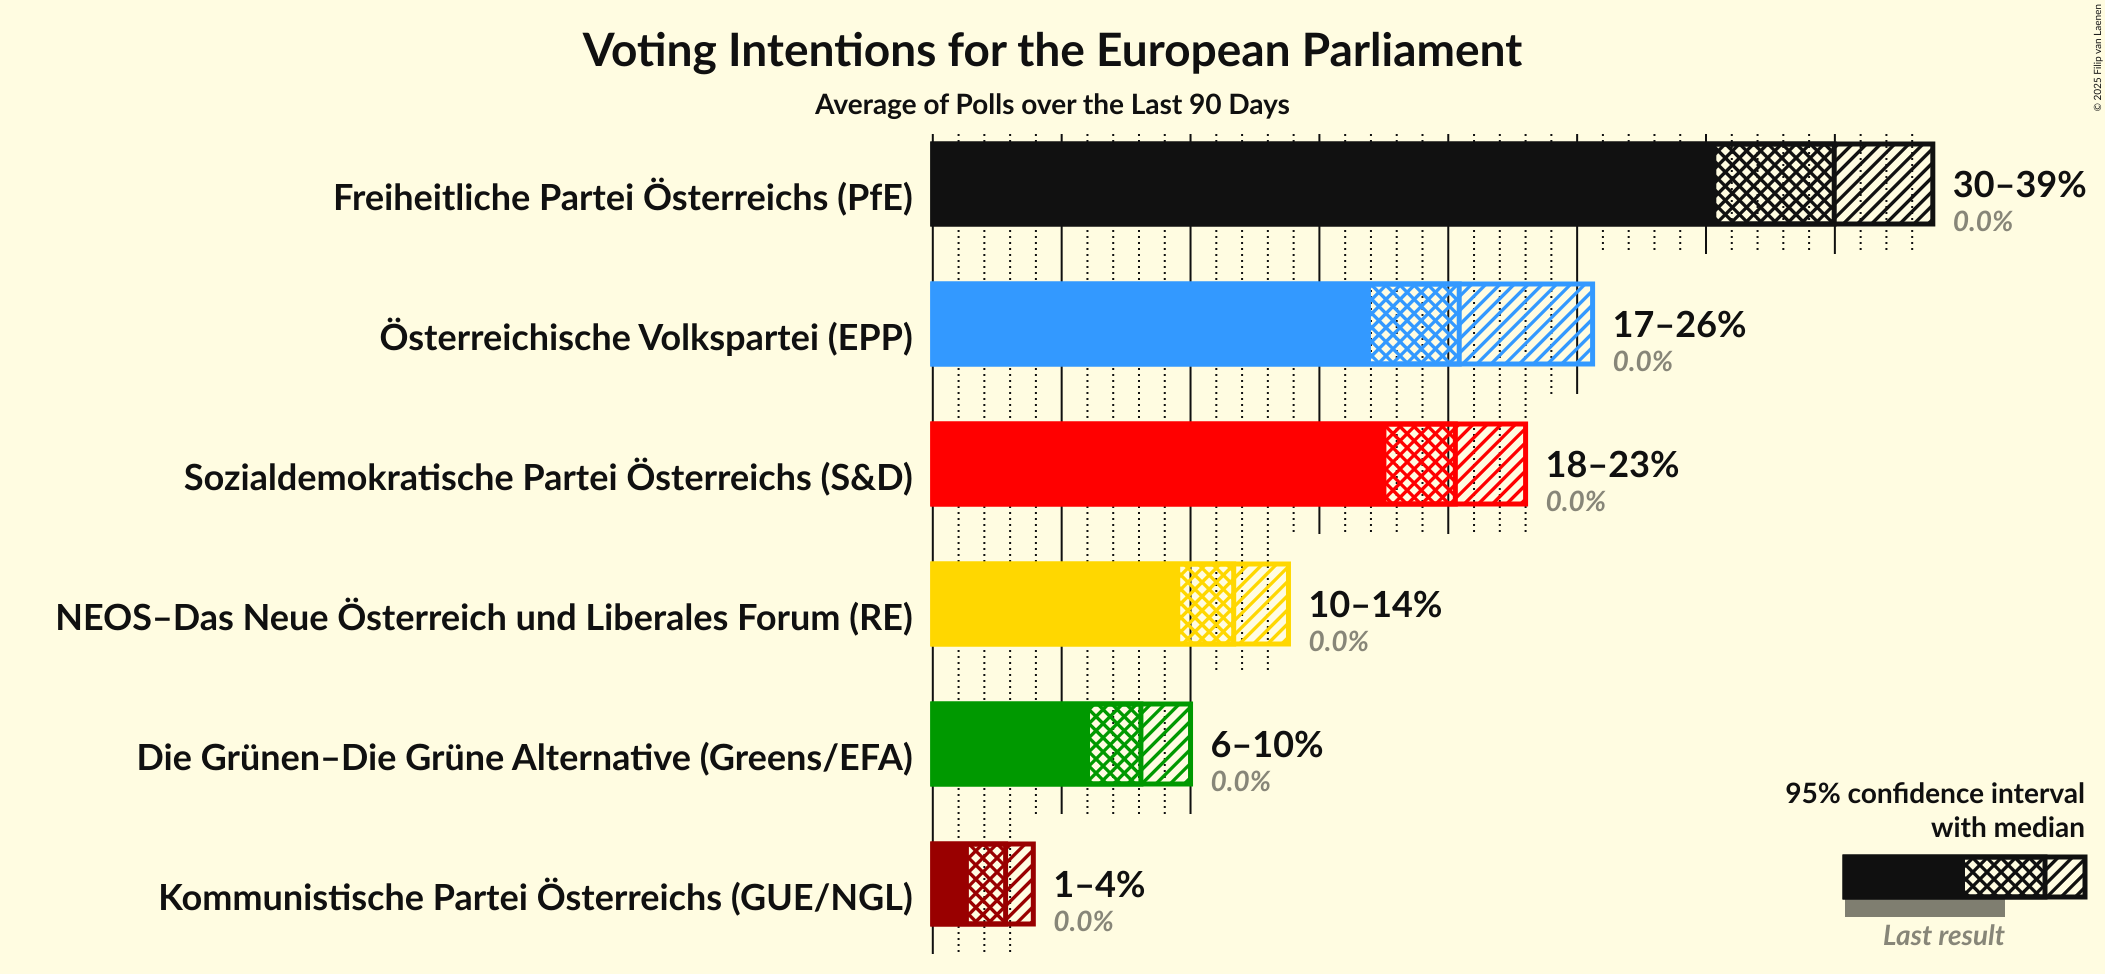 Voting Intentions for the European Parliament
Average of Polls over the Last 90 Days
© 2025 Filip van Laenen
Freiheitliche Partei Österreichs (PfE)
30–39%
0.0%
Österreichische Volkspartei (EPP)
17–26%
0.0%
Sozialdemokratische Partei Österreichs (S&D)
18–23%
0.0%
NEOS–Das Neue Österreich und Liberales Forum (RE)
10–14%
0.0%
Die Grünen–Die Grüne Alternative (Greens/EFA)
6–10%
0.0%
Kommunistische Partei Österreichs (GUE/NGL)
1–4%
0.0%
95% confidence interval
with median
Last result